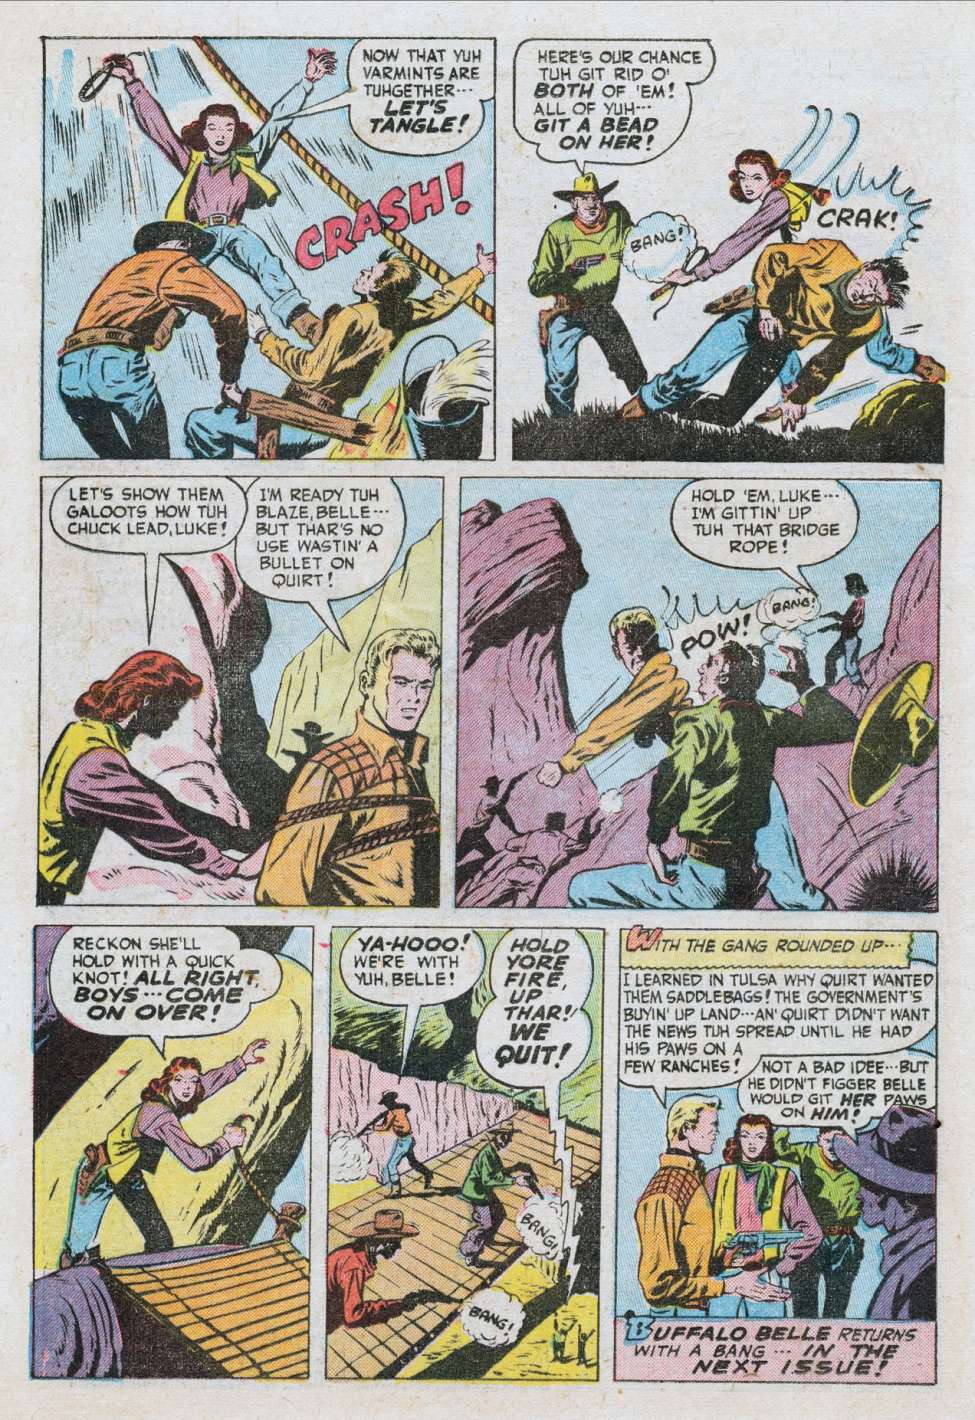 NOW THAT YUH
VARMINTS ARE
TUHGETHER---
LET'S
TANGLE!
CRASH!
HERE'S OUR CHANCE
TUH GIT RID O'
BOTH OF 'EM!
ALL OF YUH---
GIT A BEAD
ON HER!
BANG!
CRAK!
LET'S SHOW THEM
GALOOTS HOW TUH
CHUCK LEAD, LUKE!
I'M READY TUH
BLAZE, BELLE---
BUT THAR'S NO
USE WASTIN' A
BULLET ON
QUIRT!
HOLD 'EM, LUKE---
I'M GITTIN' UP
TUH THAT BRIDGE
ROPE!
POW!
BANG!
RECKON SHE'LL
HOLD WITH A QUICK
KNOT! ALL RIGHT,
BOYS---COME
ON OVER!
YA-HOOO!
WE'RE WITH
YUH, BELLE!
HOLD
YORE
FIRE,
UP
THAR!!
WE
QUIT!
BANG!
BANG!
WITH THE GANG ROUNDED UP---
I LEARNED IN TULSA WHY QUIRT WANTED
THEM SADDLEBAGS! THE GOVERNMENT'S
BUYIN' UP LAND---AN' QUIRT DIDN'T WANT
THE NEWS TUH SPREAD UNTIL HE HAD
HIS PAWS ON A
FEW RANCHES!
NOT A BAD IDEE---BUT
HE DIDN'T FIGGER BELLE
WOULD GIT HER PAWS
ON HIM!
BUFFALO BELLE RETURNS
WITH A BANG --- IN THE
NEXT ISSUE!